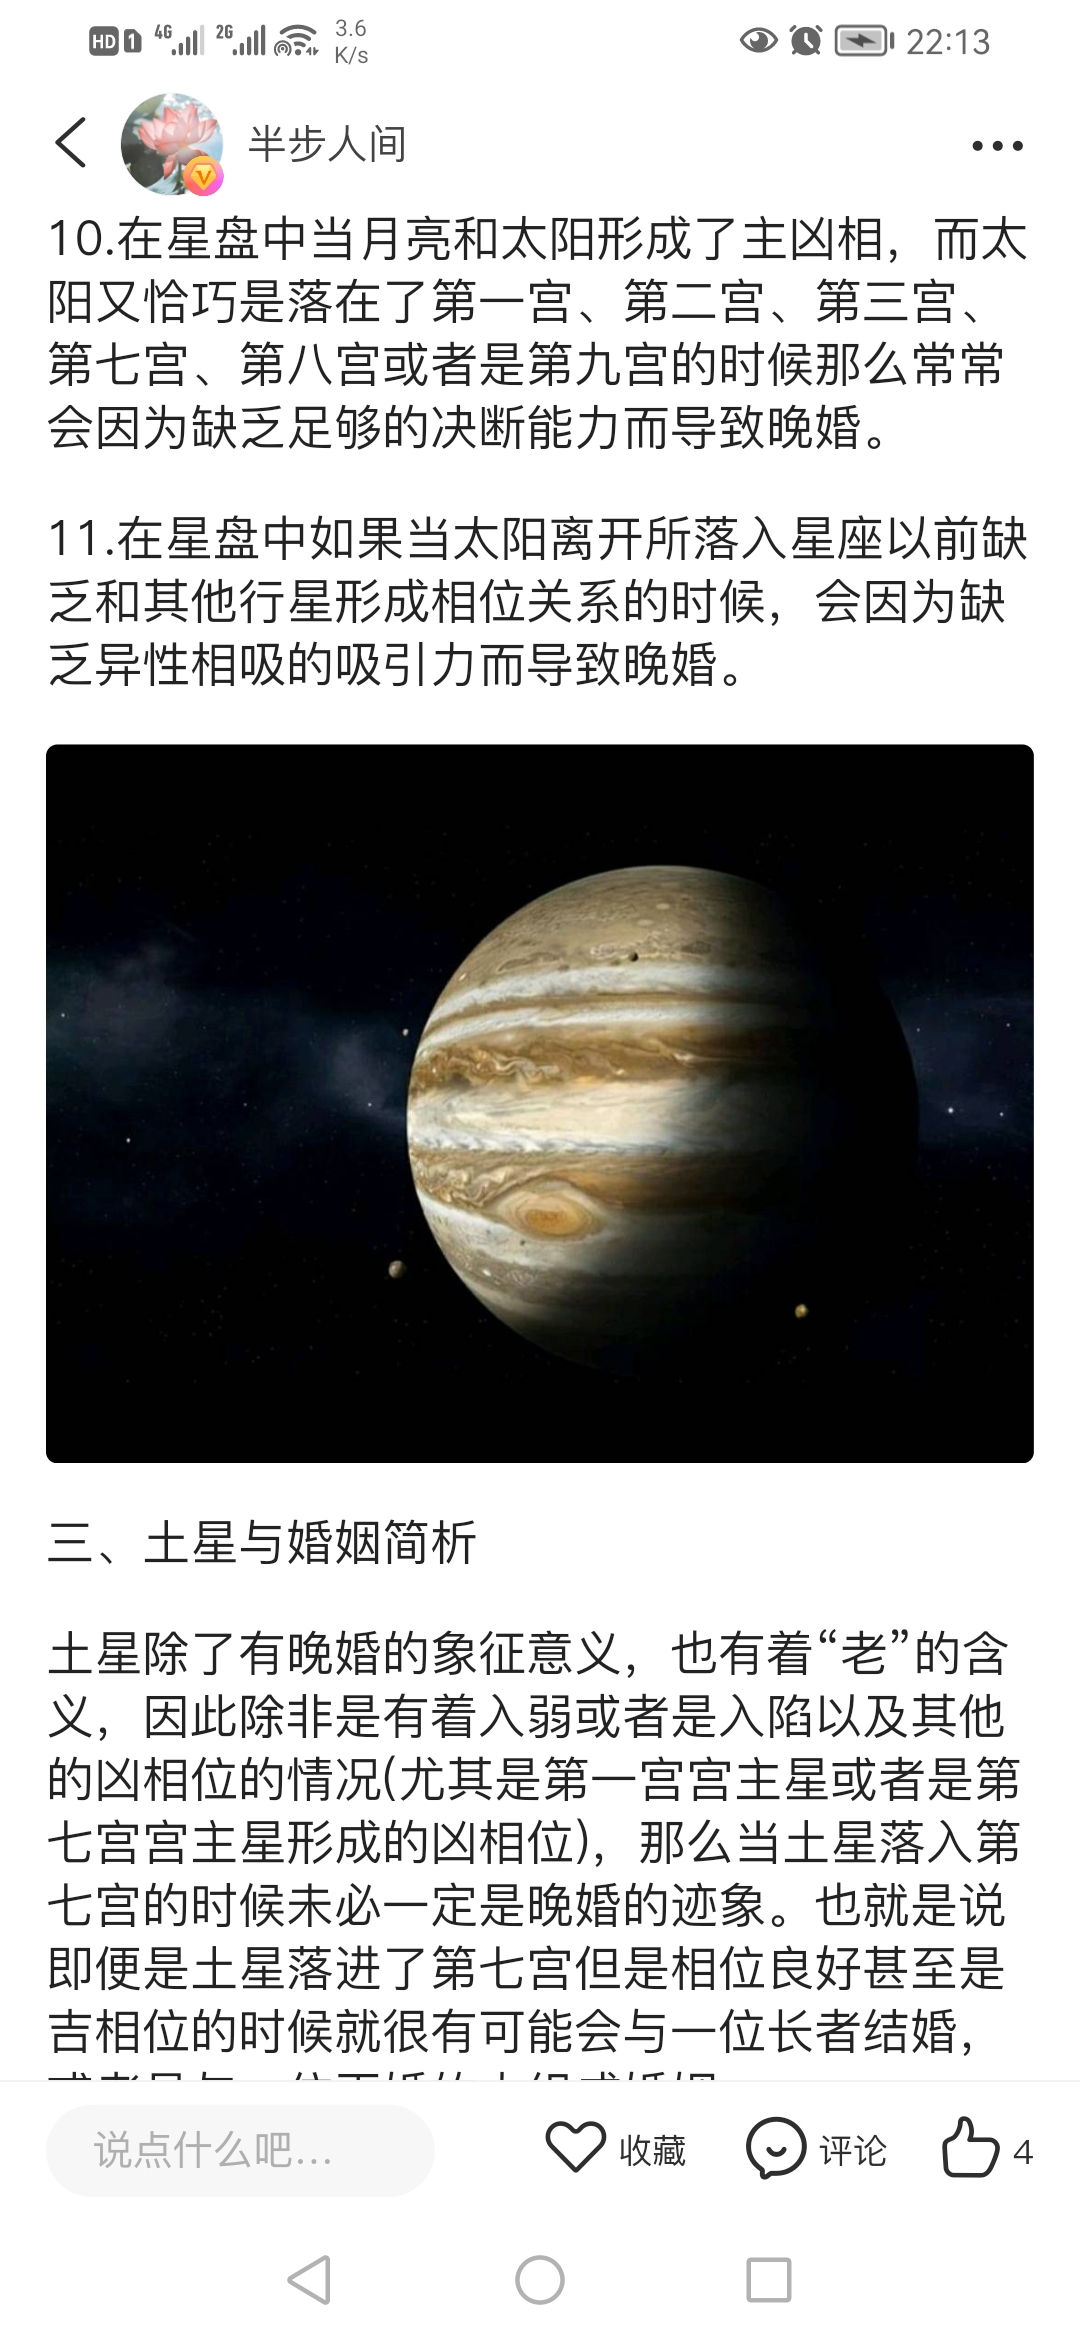 HD 1 4G 2G 3.6 K/s 22:13
半步人间
10.在星盘中当月亮和太阳形成了主凶相，而太
阳又恰巧是落在了第一宫、第二宫、第三宫、
第七宫、第八宫或者是第九宫的时候那么常常
会因为缺乏足够的决断能力而导致晚婚。
11.在星盘中如果当太阳离开所落入星座以前缺
乏和其他行星形成相位关系的时候，会因为缺
乏异性相吸的吸引力而导致晚婚。
三、土星与婚姻简析
土星除了有晚婚的象征意义，也有着“老”的含
义，因此除非是有着入弱或者是入陷以及其他
的凶相位的情况(尤其是第一宫宫主星或者是第
七宫宫主星形成的凶相位)，那么当土星落入第
七宫的时候未必一定是晚婚的迹象。也就是说
即便是土星落进了第七宫但是相位良好甚至是
吉相位的时候就很有可能会与一位长者结婚，
说点什么吧... 收藏 评论 4